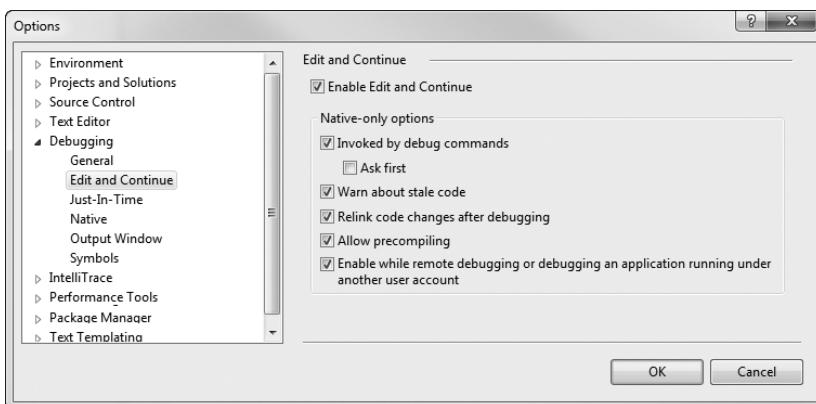 Options
Environment
Projects and Solutions
Source Control
Text Editor
Debugging
General
Edit and Continue
Just-In-Time
Native
Output Window
Symbols
IntelliTrace
Performance Tools
Package Manager
Text Templating
Edit and Continue
Enable Edit and Continue
Native-only options
Invoked by debug commands
Ask first
Warn about stale code
Relink code changes after debugging
Allow precompiling
Enable while remote debugging or debugging an application running under
another user account
OK
Cancel